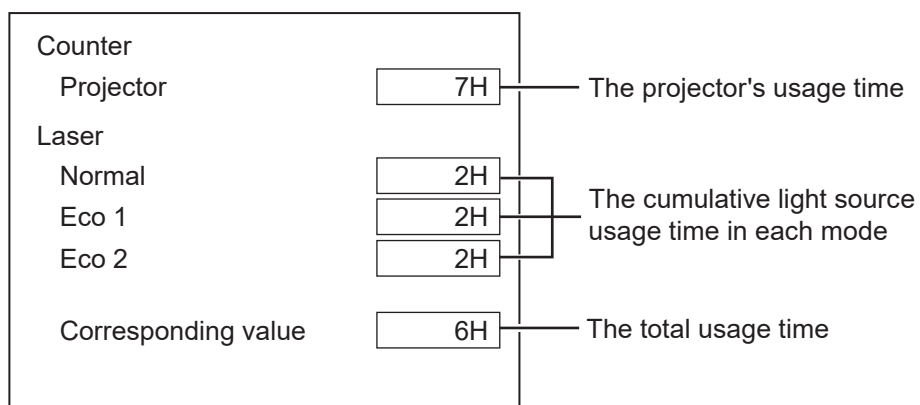 Counter
Projector 7H The projector's usage time
Laser
Normal 2H
Eco 1 2H The cumulative light source
usage time in each mode
Eco 2 2H
Corresponding value 6H The total usage time